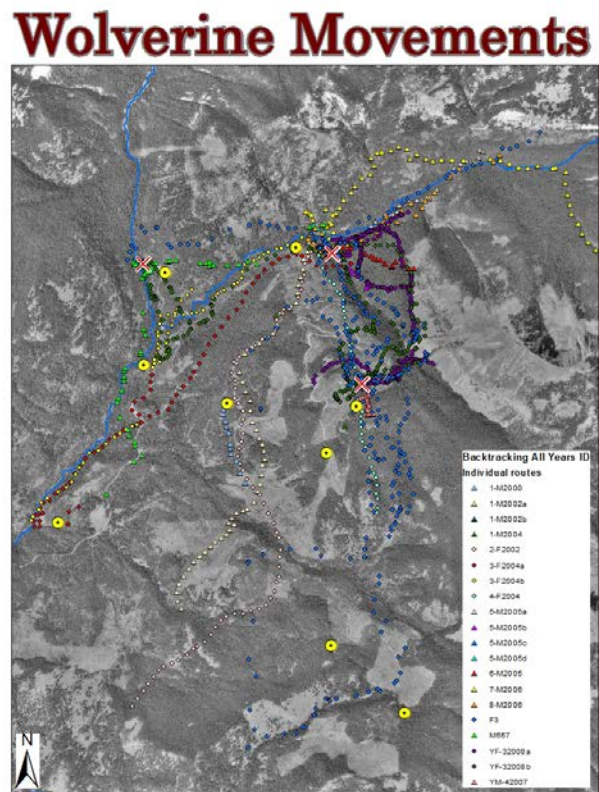 Wolverine Movements
Backtracking All Years ID
Individual routes
1-M2000
1-M2002a
1-M2002b
1-M2004
2-F2002
3-F2004a
3-F2004b
4-F2004
5-M2005a
5-M2005b
5-M2005c
5-M2005d
6-M2005
7-M2006
8-M2006
F3
M667
YF-32008a
YF-32008b
YM-42007
N